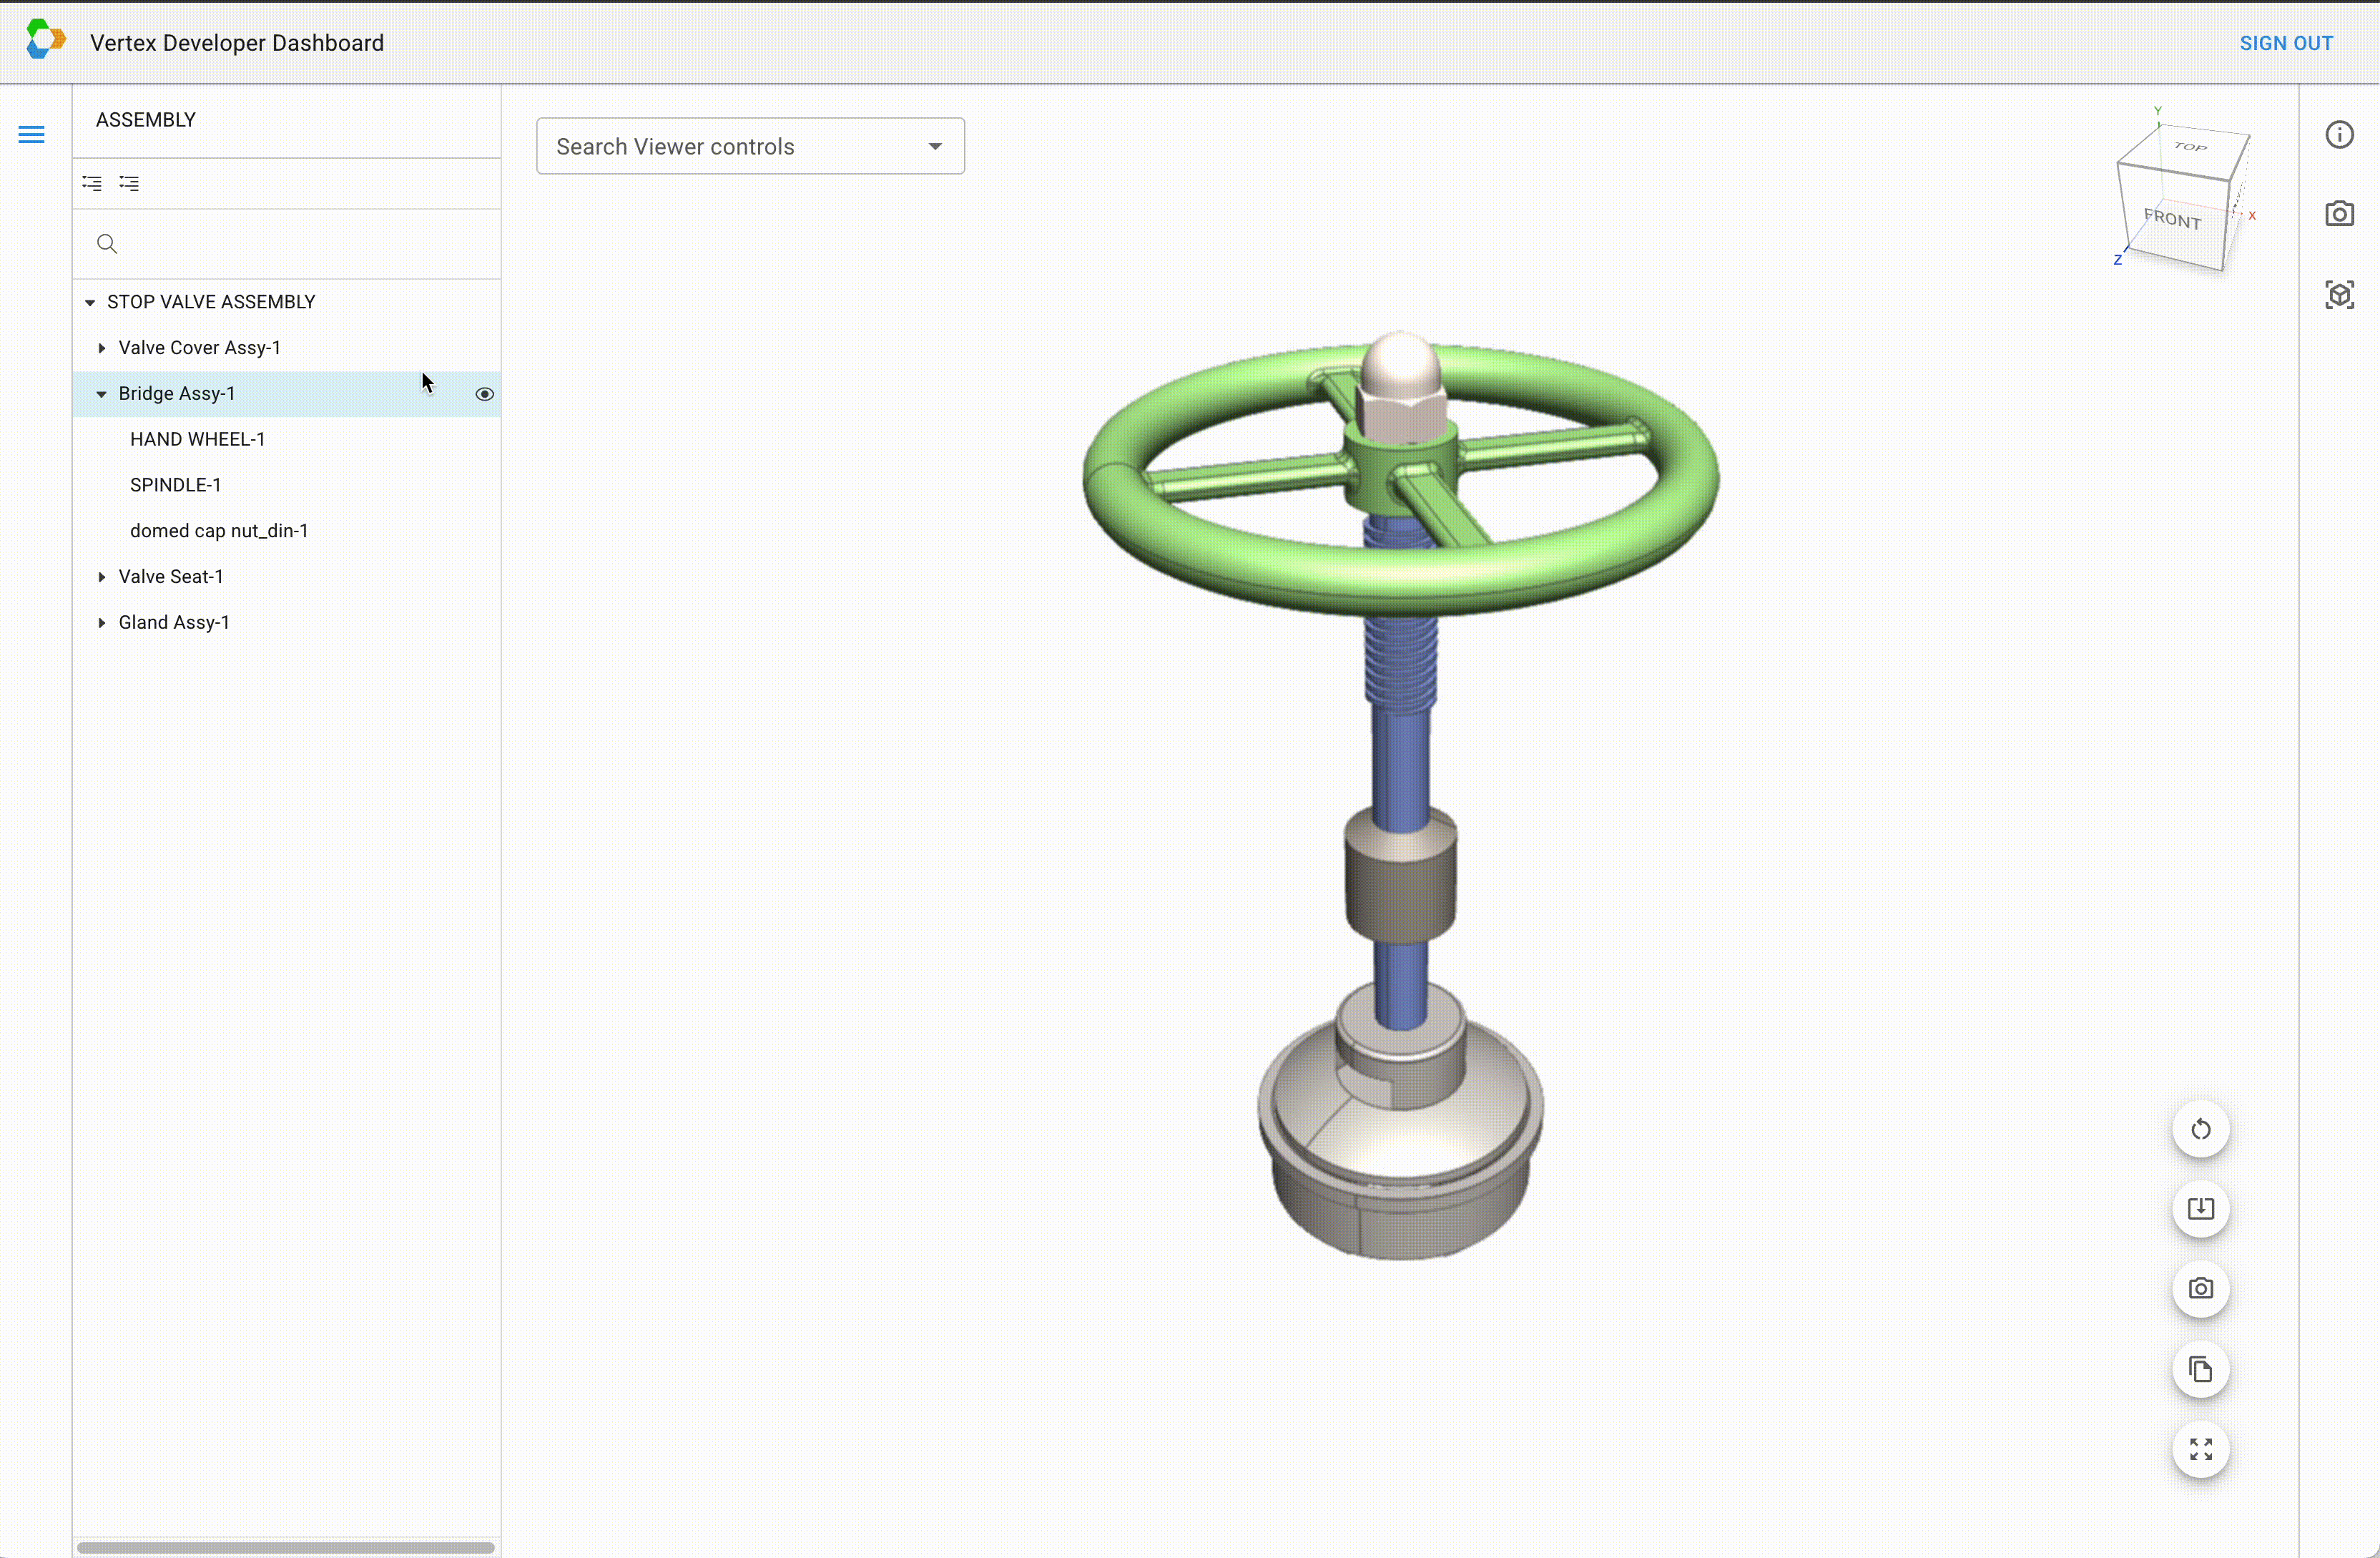 Vertex Developer Dashboard
SIGN OUT
ASSEMBLY
Search Viewer controls
STOP VALVE ASSEMBLY
Valve Cover Assy-1
Bridge Assy-1
HAND WHEEL-1
SPINDLE-1
domed cap nut_din-1
Valve Seat-1
Gland Assy-1
Y
TOP
FRONT
X
Z